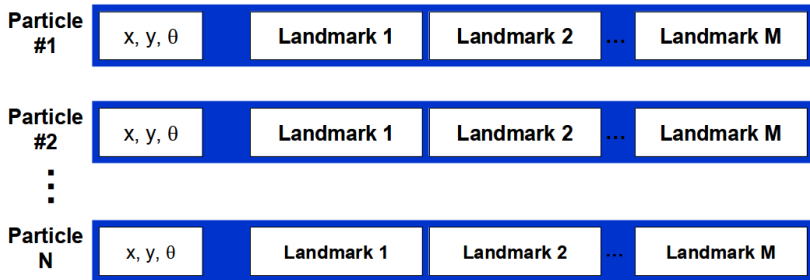 Particle
#1
x, y, θ
Landmark 1
Landmark 2
...
Landmark M
Particle
#2
x, y, θ
Landmark 1
Landmark 2
...
Landmark M
⋮
Particle
N
x, y, θ
Landmark 1
Landmark 2
...
Landmark M